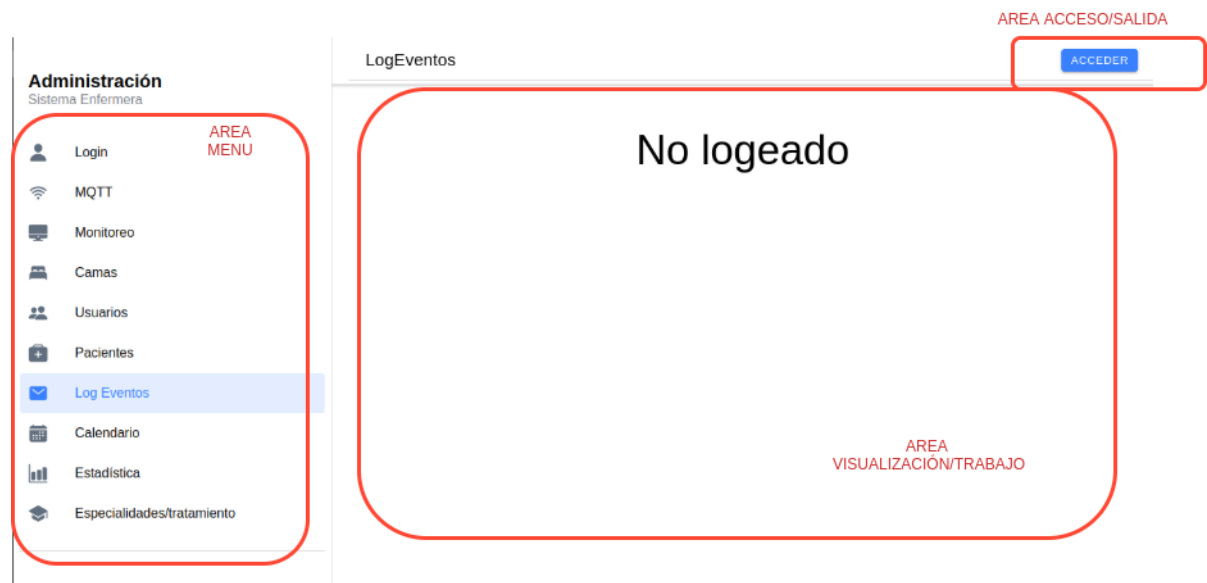 AREA ACCESO/SALIDA
LogEventos
ACCEDER
Administración
Sistema Enfermera
AREA
MENU
Login
MQTT
Monitoreo
Camas
Usuarios
Pacientes
Log Eventos
Calendario
Estadística
Especialidades/tratamiento
No logeado
AREA
VISUALIZACIÓN/TRABAJO